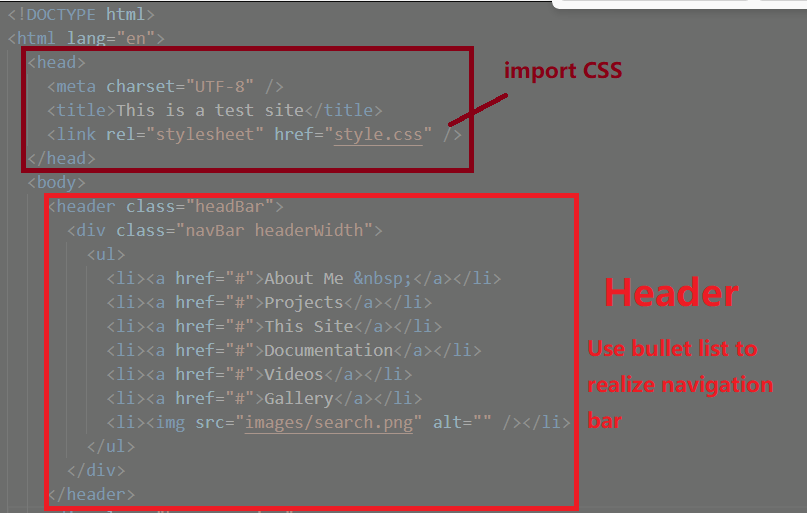 <!DOCTYPE html>
<html lang="en">
<head>
<meta charset="UTF-8" />
<title>This is a test site</title>
<link rel="stylesheet" href="style.css" />
</head>
import CSS
<body>
<header class="headBar">
<div class="navBar headerWidth">
<ul>
<li><a href="#">About Me &nbsp;</a></li>
<li><a href="#">Projects</a></li>
<li><a href="#">This Site</a></li>
<li><a href="#">Documentation</a></li>
<li><a href="#">Videos</a></li>
<li><a href="#">Gallery</a></li>
<li><img src="images/search.png" alt="" /></li>
</ul>
</div>
</header>
Header
Use bullet list to
realize navigation
bar